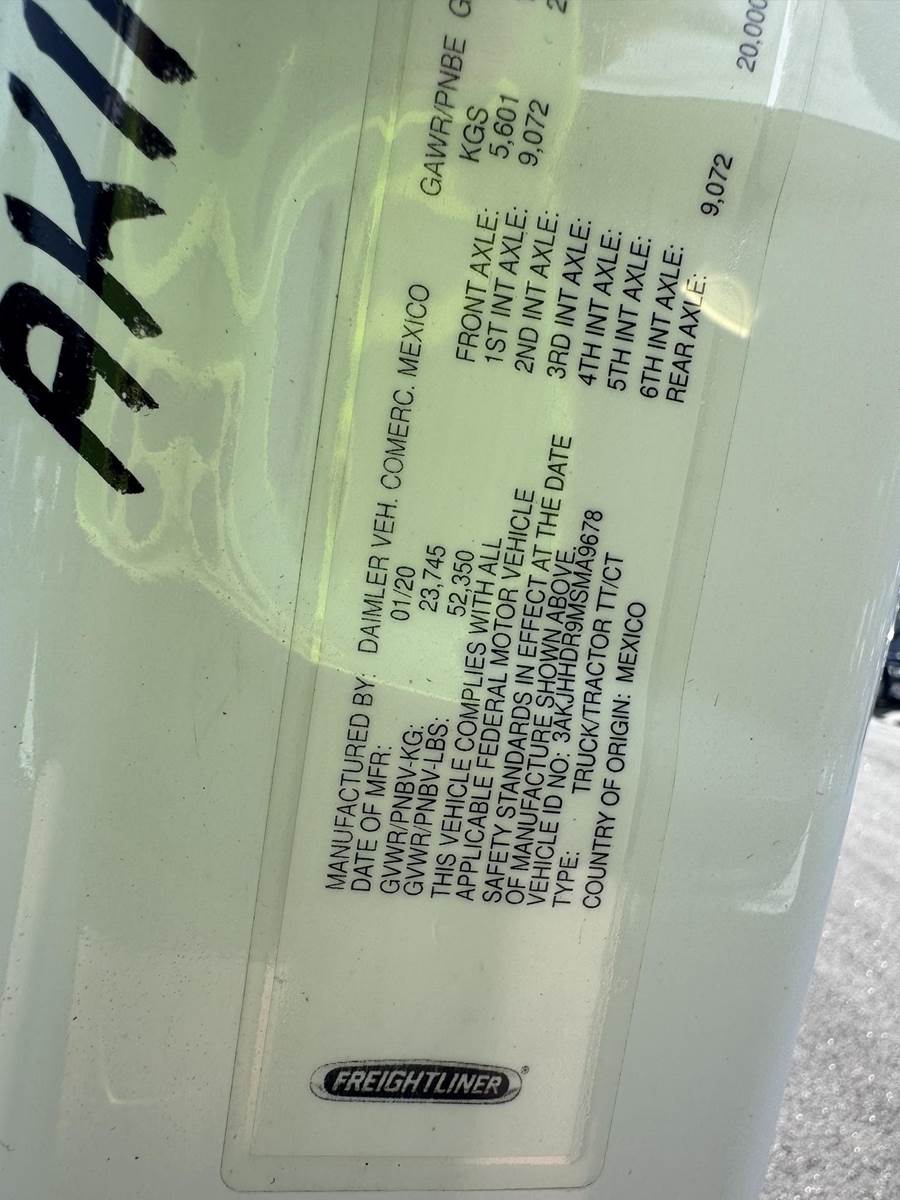 FREIGHTLINER®
MANUFACTURED BY: DAIMLER VEH. COMERC. MEXICO
DATE OF MFR: 01/20
GVWR/PNBV-KG: 23,745
GVWR/PNBV-LBS: 52,350
THIS VEHICLE COMPLIES WITH ALL
APPLICABLE FEDERAL MOTOR VEHICLE
SAFETY STANDARDS IN EFFECT AT THE DATE
OF MANUFACTURE SHOWN ABOVE.
VEHICLE ID NO: 3AKJHHDR9MSMA9678
TYPE: TRUCK/TRACTOR TT/CT
COUNTRY OF ORIGIN: MEXICO
GAWR/PNBE G
KGS
FRONT AXLE: 5,601
1ST INT AXLE: 9,072 2
2ND INT AXLE:
3RD INT AXLE:
4TH INT AXLE:
5TH INT AXLE:
6TH INT AXLE:
REAR AXLE: 9,072 20,000